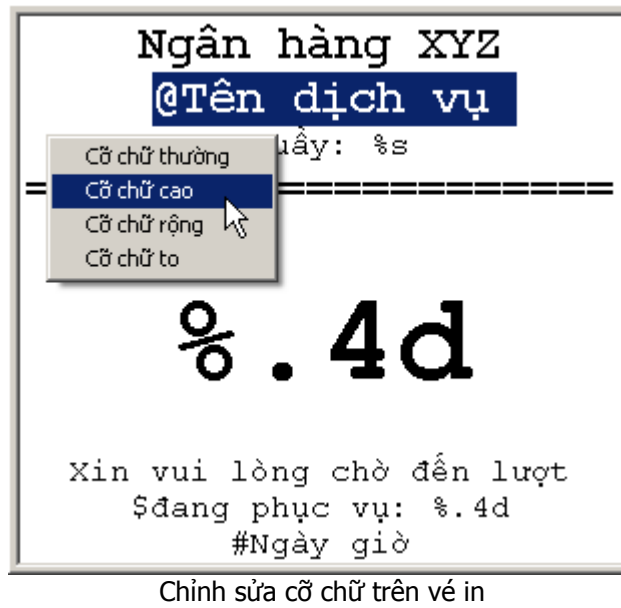 Ngân hàng XYZ
@Tên dịch vụ
uầy: %s
Cỡ chữ thường
Cỡ chữ cao
Cỡ chữ rộng
Cỡ chữ to
==================
%.4d
Xin vui lòng chờ đến lượt
$đang phục vụ: %.4d
#Ngày giờ
Chỉnh sửa cỡ chữ trên vé in